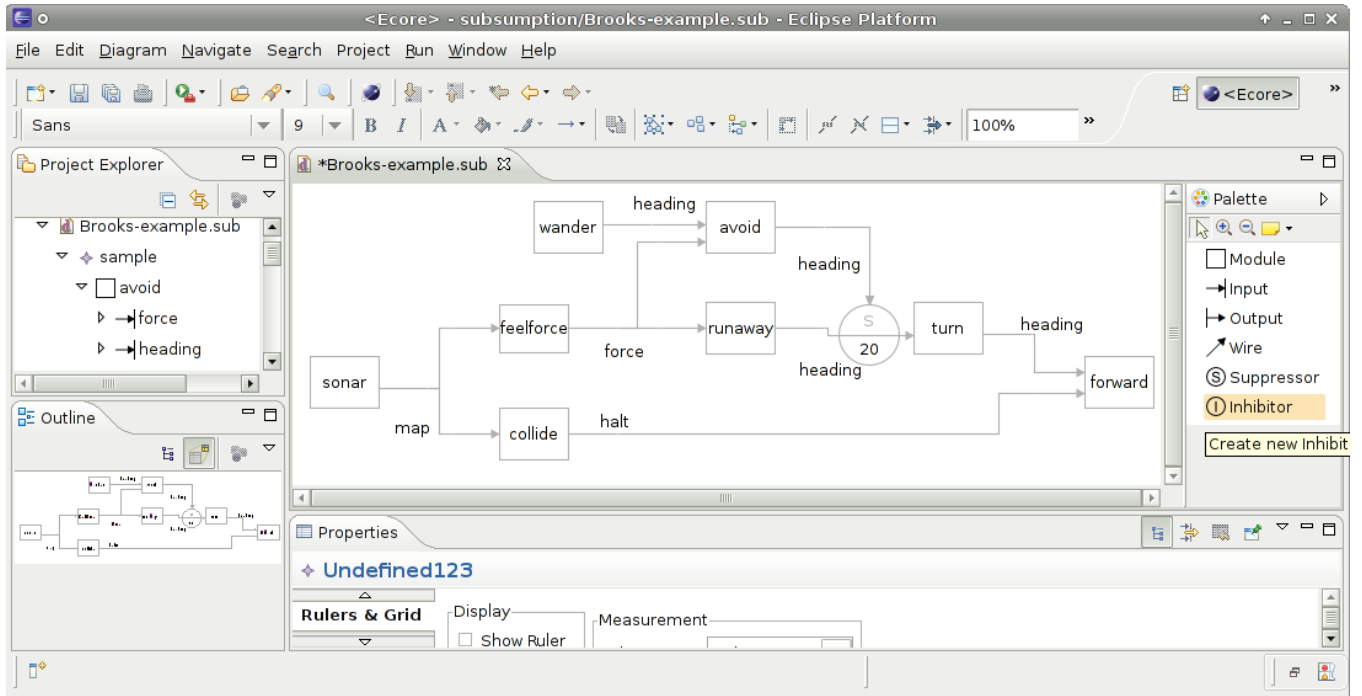 <Ecore> - subsumption/Brooks-example.sub - Eclipse Platform
File Edit Diagram Navigate Search Project Run Window Help
<Ecore>
Sans 9 B I A 100%
Project Explorer
Brooks-example.sub
sample
avoid
force
heading
Outline
*Brooks-example.sub
wander
heading
avoid
heading
feelforce
force
runaway
heading
S
20
turn
heading
sonar
map
collide
halt
forward
Palette
Module
Input
Output
Wire
S Suppressor
I Inhibitor
Create new Inhibit
Properties
Undefined123
Rulers & Grid
Display
Show Ruler
Measurement